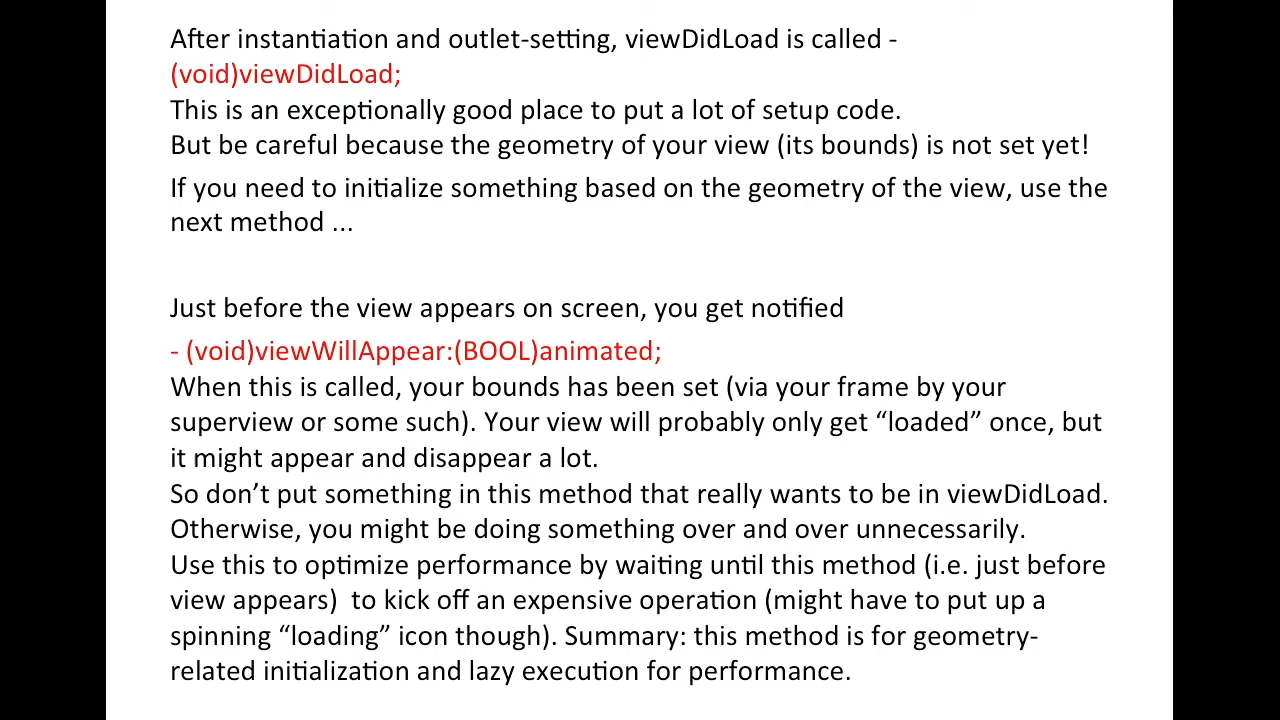 After instantiation and outlet-setting, viewDidLoad is called -
(void)viewDidLoad;
This is an exceptionally good place to put a lot of setup code.
But be careful because the geometry of your view (its bounds) is not set yet!
If you need to initialize something based on the geometry of the view, use the
next method ...
Just before the view appears on screen, you get notified
- (void)viewWillAppear:(BOOL)animated;
When this is called, your bounds has been set (via your frame by your
superview or some such). Your view will probably only get “loaded” once, but
it might appear and disappear a lot.
So don’t put something in this method that really wants to be in viewDidLoad.
Otherwise, you might be doing something over and over unnecessarily.
Use this to optimize performance by waiting until this method (i.e. just before
view appears)  to kick off an expensive operation (might have to put up a
spinning “loading” icon though). Summary: this method is for geometry-
related initialization and lazy execution for performance.